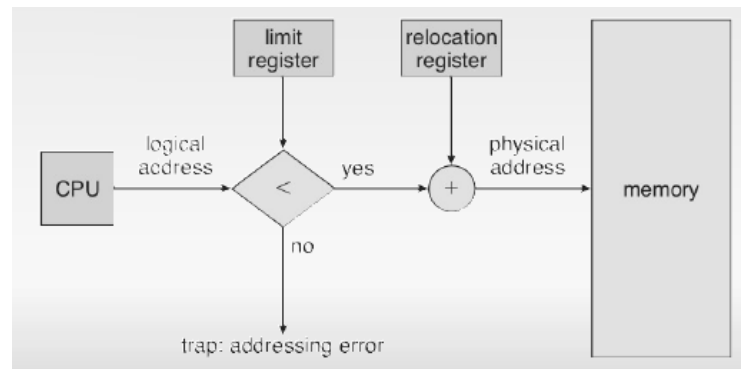 limit
register
relocation
register
logical
address
physical
address
CPU
<
yes
+
memory
no
trap: addressing error